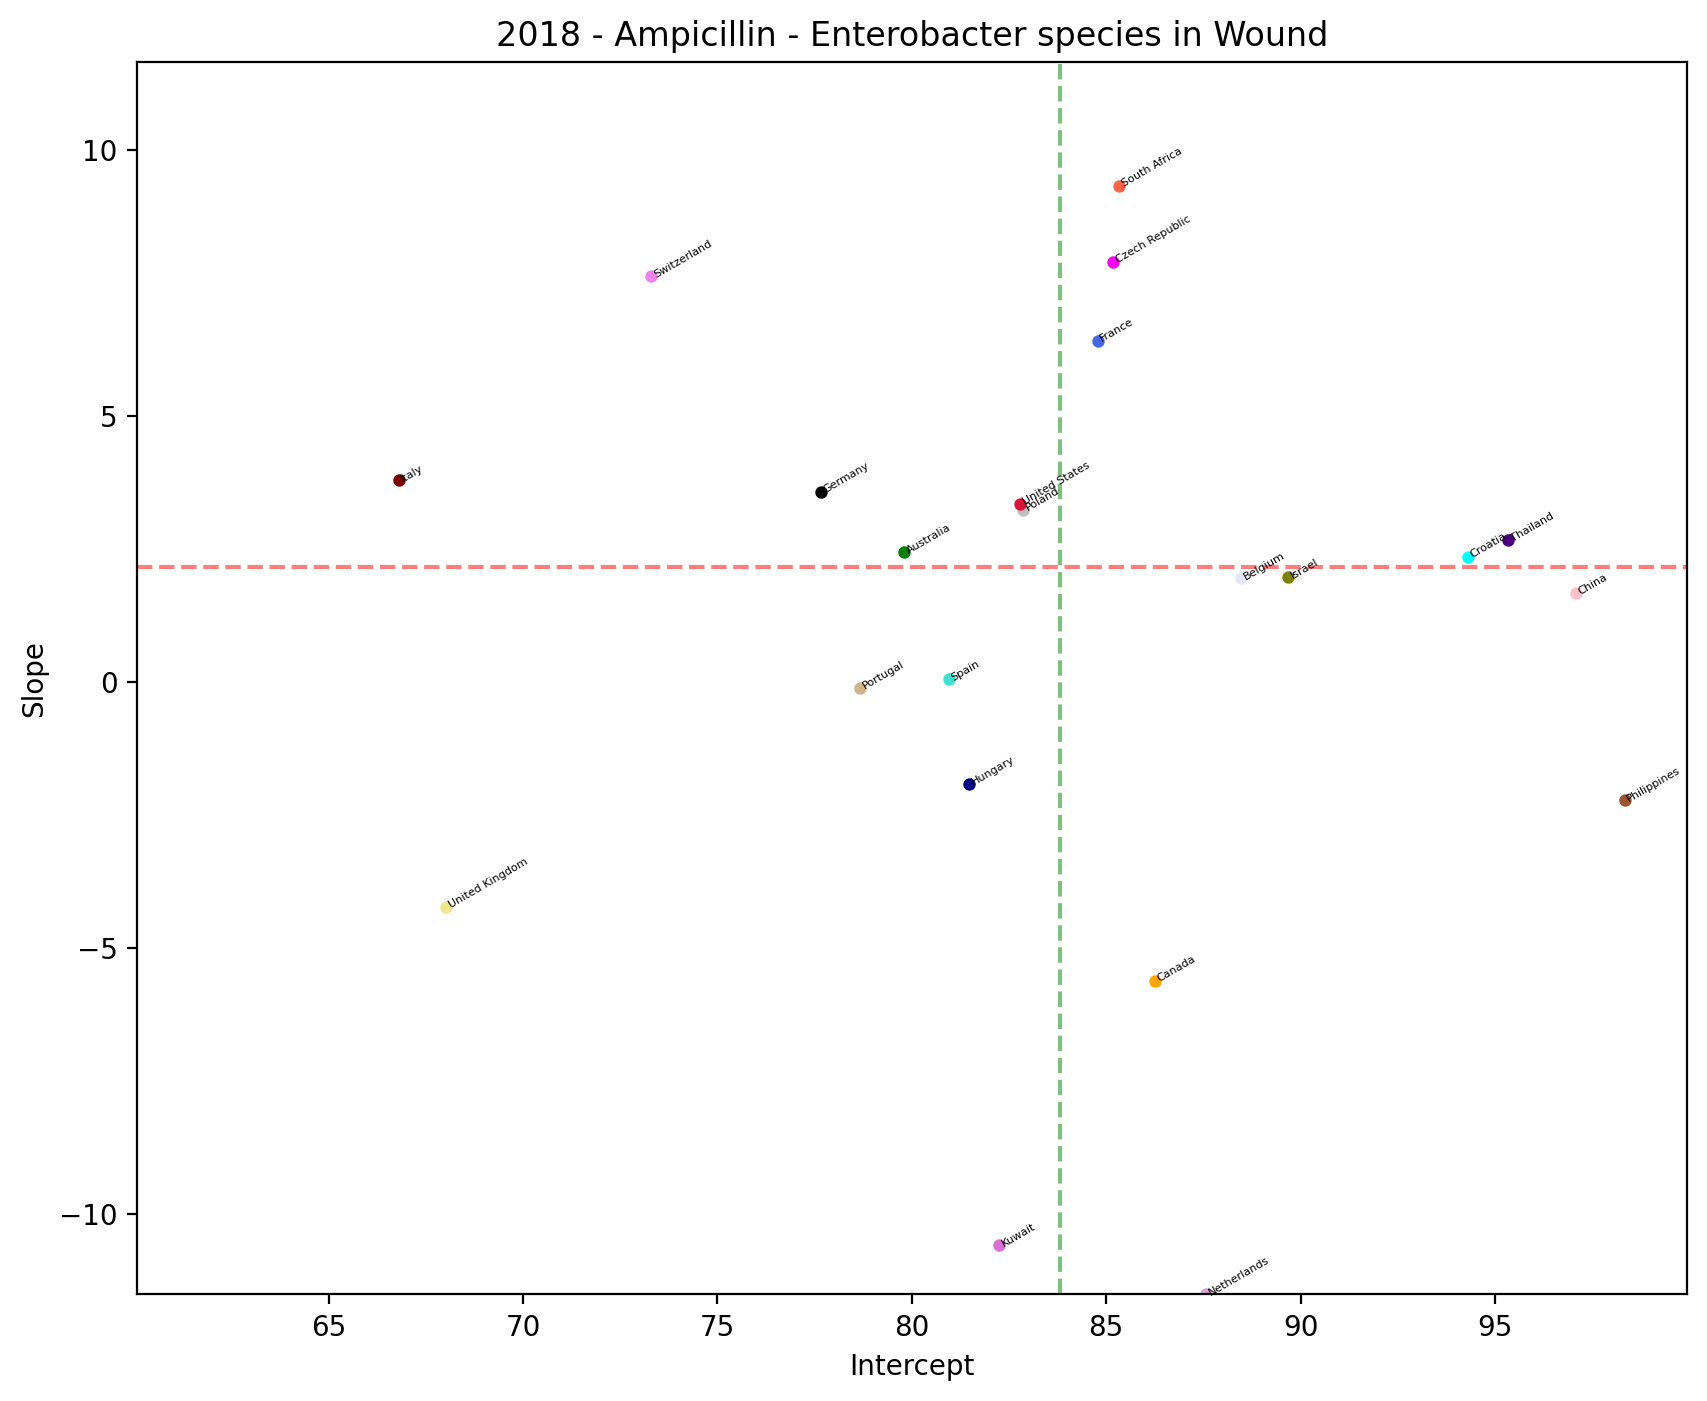 2018 - Ampicillin - Enterobacter species in Wound
10
5
0
−5
−10
Slope
South Africa
Czech Republic
Switzerland
France
Italy
Germany
United States
Poland
Australia
Thailand
Croatia
Belgium
Israel
China
Portugal
Spain
Hungary
Philippines
United Kingdom
Canada
Kuwait
Netherlands
65
70
75
80
85
90
95
Intercept